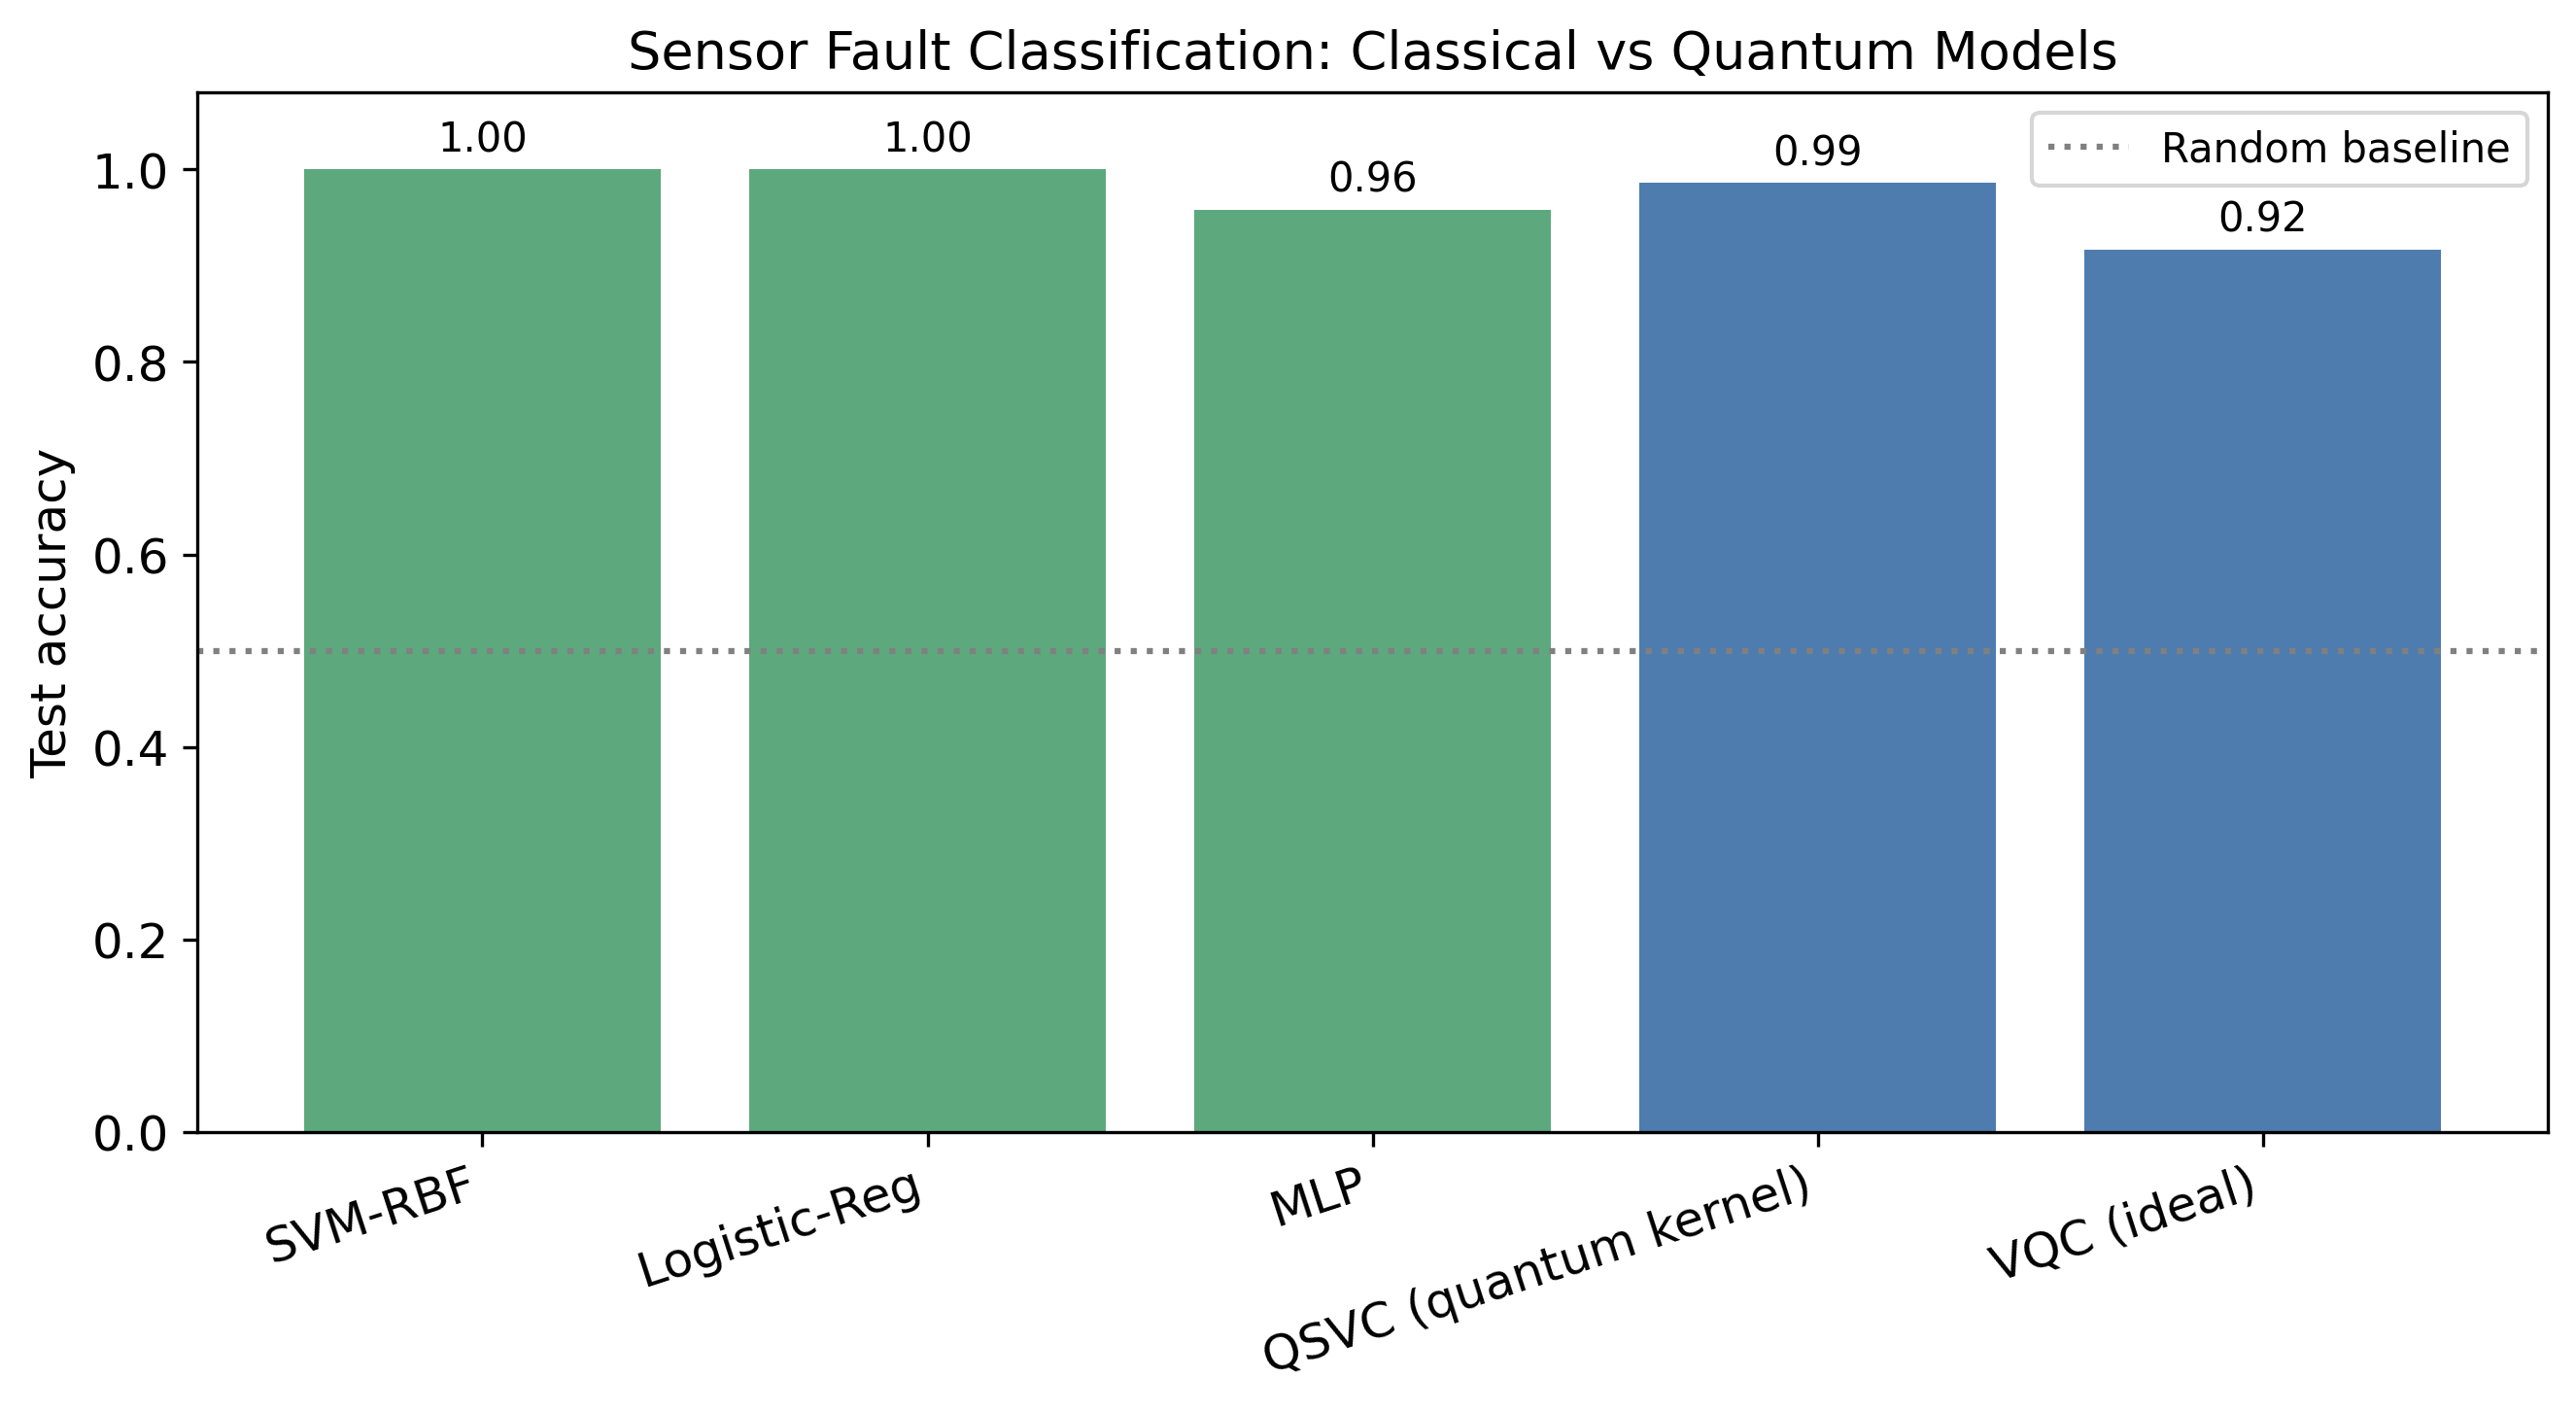 Sensor Fault Classification: Classical vs Quantum Models
1.00
1.00
0.96
0.99
0.92
Random baseline
Test accuracy
1.0
0.8
0.6
0.4
0.2
0.0
SVM-RBF
Logistic-Reg
MLP
QSVC (quantum kernel)
VQC (ideal)